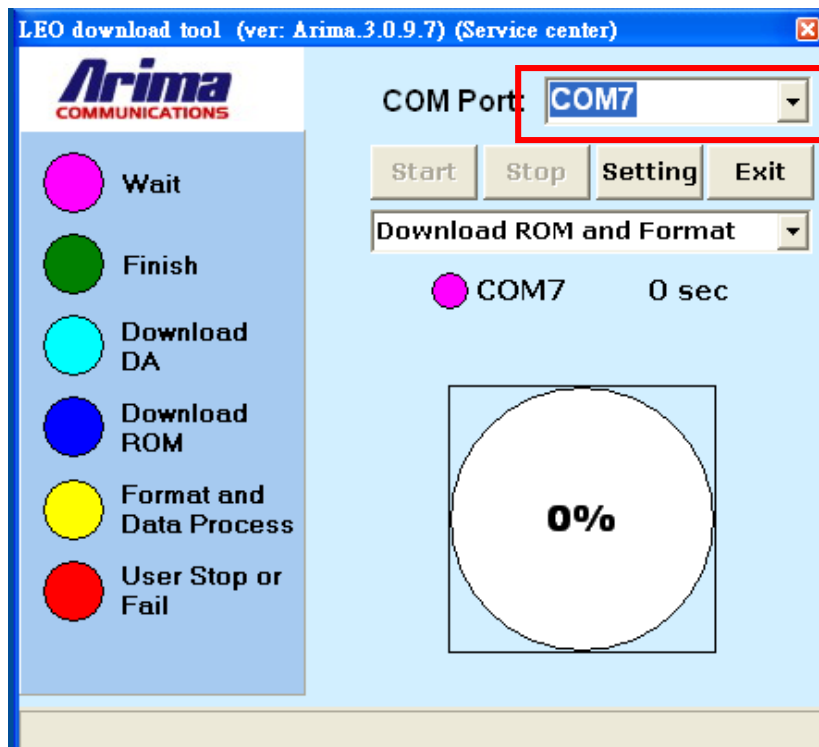 LEO download tool (ver: Arima.3.0.9.7) (Service center)
Arima
COMMUNICATIONS
COM Port: COM7
Start Stop Setting Exit
Download ROM and Format
COM7 0 sec
Wait
Finish
Download
DA
Download
ROM
Format and
Data Process
User Stop or
Fail
0%